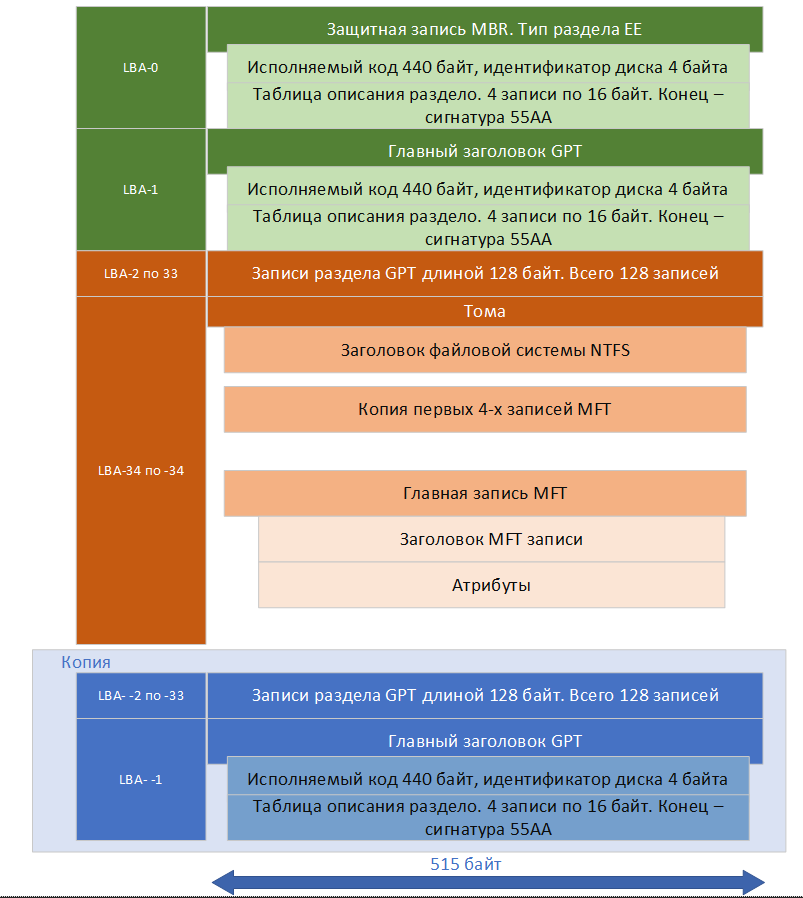 LBA-0
Защитная запись MBR. Тип раздела EE
Исполняемый код 440 байт, идентификатор диска 4 байта
Таблица описания раздело. 4 записи по 16 байт. Конец –
сигнатура 55AA
LBA-1
Главный заголовок GPT
Исполняемый код 440 байт, идентификатор диска 4 байта
Таблица описания раздело. 4 записи по 16 байт. Конец –
сигнатура 55AA
LBA-2 по 33
Записи раздела GPT длиной 128 байт. Всего 128 записей
LBA-34 по -34
Тома
Заголовок файловой системы NTFS
Копия первых 4-х записей MFT
Главная запись MFT
Заголовок MFT записи
Атрибуты
Копия
LBA- -2 по -33
Записи раздела GPT длиной 128 байт. Всего 128 записей
LBA- -1
Главный заголовок GPT
Исполняемый код 440 байт, идентификатор диска 4 байта
Таблица описания раздело. 4 записи по 16 байт. Конец –
сигнатура 55AA
515 байт